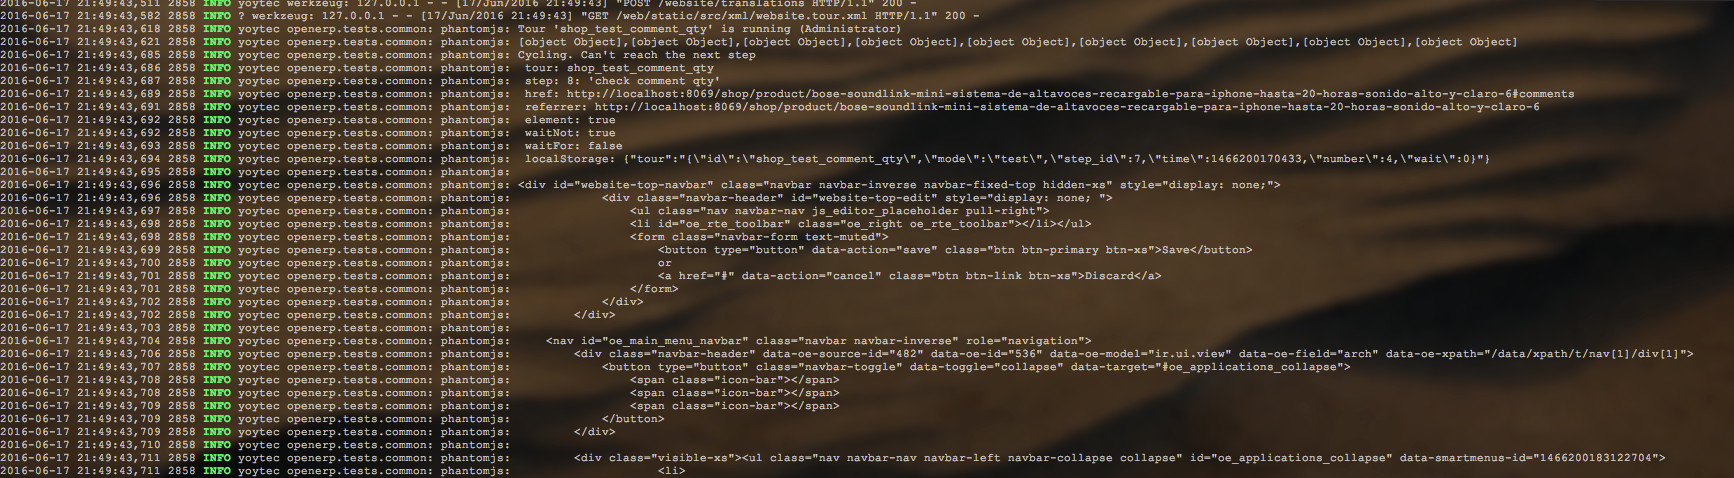 2016-06-17 21:49:43,511 2858 INFO yoytec werkzeug: 127.0.0.1 - - [17/Jun/2016 21:49:43] "POST /website/translations HTTP/1.1" 200 -
2016-06-17 21:49:43,582 2858 INFO ? werkzeug: 127.0.0.1 - - [17/Jun/2016 21:49:43] "GET /web/static/src/xml/website.tour.xml HTTP/1.1" 200 -
2016-06-17 21:49:43,618 2858 INFO yoytec openerp.tests.common: phantomjs: Tour 'shop_test_comment_qty' is running (Administrator)
2016-06-17 21:49:43,621 2858 INFO yoytec openerp.tests.common: phantomjs: [object Object],[object Object],[object Object],[object Object],[object Object],[object Object],[object Object],[object Object],[object Object]
2016-06-17 21:49:43,685 2858 INFO yoytec openerp.tests.common: phantomjs: Cycling. Can't reach the next step
2016-06-17 21:49:43,686 2858 INFO yoytec openerp.tests.common: phantomjs:  tour: shop_test_comment_qty
2016-06-17 21:49:43,687 2858 INFO yoytec openerp.tests.common: phantomjs:  step: 8: 'check comment qty'
2016-06-17 21:49:43,689 2858 INFO yoytec openerp.tests.common: phantomjs:  href: http://localhost:8069/shop/product/bose-soundlink-mini-sistema-de-altavoces-recargable-para-iphone-hasta-20-horas-sonido-alto-y-claro-6#comments
2016-06-17 21:49:43,691 2858 INFO yoytec openerp.tests.common: phantomjs:  referrer: http://localhost:8069/shop/product/bose-soundlink-mini-sistema-de-altavoces-recargable-para-iphone-hasta-20-horas-sonido-alto-y-claro-6
2016-06-17 21:49:43,692 2858 INFO yoytec openerp.tests.common: phantomjs:  element: true
2016-06-17 21:49:43,692 2858 INFO yoytec openerp.tests.common: phantomjs:  waitNot: true
2016-06-17 21:49:43,693 2858 INFO yoytec openerp.tests.common: phantomjs:  waitFor: false
2016-06-17 21:49:43,694 2858 INFO yoytec openerp.tests.common: phantomjs:  localStorage: {"tour":"{\"id\":\"shop_test_comment_qty\",\"mode\":\"test\",\"step_id\":7,\"time\":1466200170433,\"number\":4,\"wait\":0}"}
2016-06-17 21:49:43,695 2858 INFO yoytec openerp.tests.common: phantomjs:
2016-06-17 21:49:43,696 2858 INFO yoytec openerp.tests.common: phantomjs: <div id="website-top-navbar" class="navbar navbar-inverse navbar-fixed-top hidden-xs" style="display: none;">
2016-06-17 21:49:43,696 2858 INFO yoytec openerp.tests.common: phantomjs:             <div class="navbar-header" id="website-top-edit" style="display: none; ">
2016-06-17 21:49:43,697 2858 INFO yoytec openerp.tests.common: phantomjs:                 <ul class="nav navbar-nav js_editor_placeholder pull-right">
2016-06-17 21:49:43,698 2858 INFO yoytec openerp.tests.common: phantomjs:                 <li id="oe_rte_toolbar" class="oe_right oe_rte_toolbar"></li></ul>
2016-06-17 21:49:43,698 2858 INFO yoytec openerp.tests.common: phantomjs:                 <form class="navbar-form text-muted">
2016-06-17 21:49:43,699 2858 INFO yoytec openerp.tests.common: phantomjs:                     <button type="button" data-action="save" class="btn btn-primary btn-xs">Save</button>
2016-06-17 21:49:43,700 2858 INFO yoytec openerp.tests.common: phantomjs:                     or
2016-06-17 21:49:43,701 2858 INFO yoytec openerp.tests.common: phantomjs:                     <a href="#" data-action="cancel" class="btn btn-link btn-xs">Discard</a>
2016-06-17 21:49:43,701 2858 INFO yoytec openerp.tests.common: phantomjs:                 </form>
2016-06-17 21:49:43,702 2858 INFO yoytec openerp.tests.common: phantomjs:             </div>
2016-06-17 21:49:43,702 2858 INFO yoytec openerp.tests.common: phantomjs:         </div>
2016-06-17 21:49:43,703 2858 INFO yoytec openerp.tests.common: phantomjs:
2016-06-17 21:49:43,704 2858 INFO yoytec openerp.tests.common: phantomjs:     <nav id="oe_main_menu_navbar" class="navbar navbar-inverse" role="navigation">
2016-06-17 21:49:43,706 2858 INFO yoytec openerp.tests.common: phantomjs:         <div class="navbar-header" data-oe-source-id="482" data-oe-id="536" data-oe-model="ir.ui.view" data-oe-field="arch" data-oe-xpath="/data/xpath/t/nav[1]/div[1]">
2016-06-17 21:49:43,707 2858 INFO yoytec openerp.tests.common: phantomjs:             <button type="button" class="navbar-toggle" data-toggle="collapse" data-target="#oe_applications_collapse">
2016-06-17 21:49:43,708 2858 INFO yoytec openerp.tests.common: phantomjs:                 <span class="icon-bar"></span>
2016-06-17 21:49:43,708 2858 INFO yoytec openerp.tests.common: phantomjs:                 <span class="icon-bar"></span>
2016-06-17 21:49:43,709 2858 INFO yoytec openerp.tests.common: phantomjs:                 <span class="icon-bar"></span>
2016-06-17 21:49:43,709 2858 INFO yoytec openerp.tests.common: phantomjs:             </button>
2016-06-17 21:49:43,709 2858 INFO yoytec openerp.tests.common: phantomjs:         </div>
2016-06-17 21:49:43,710 2858 INFO yoytec openerp.tests.common: phantomjs:
2016-06-17 21:49:43,711 2858 INFO yoytec openerp.tests.common: phantomjs:         <div class="visible-xs"><ul class="nav navbar-nav navbar-left navbar-collapse collapse" id="oe_applications_collapse" data-smartmenus-id="1466200183122704">
2016-06-17 21:49:43,711 2858 INFO yoytec openerp.tests.common: phantomjs:                     <li>